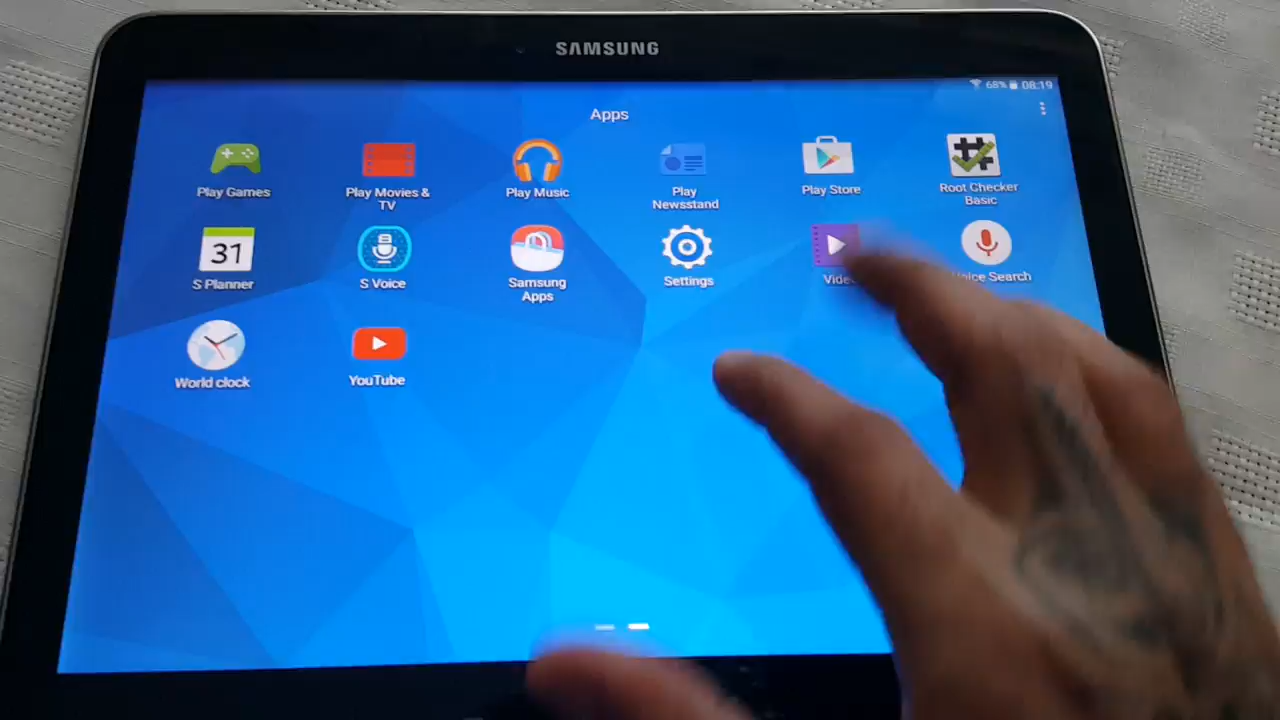 SAMSUNG
68% 08:19
Apps
Play Games
Play Movies &
TV
Play Music
Play
Newsstand
Play Store
Root Checker
Basic
31
S Planner
S Voice
Samsung
Apps
Settings
Search
World clock
YouTube